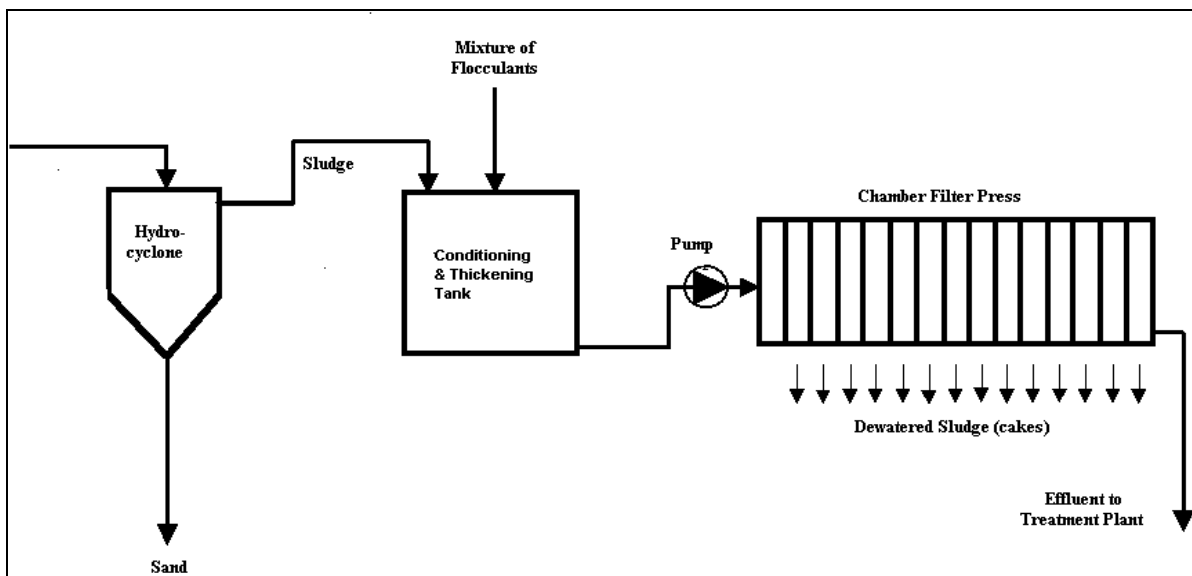 Mixture of
Flocculants
Sludge
Hydro-
cyclone
Conditioning
& Thickening
Tank
Pump
Chamber Filter Press
Dewatered Sludge (cakes)
Effluent to
Treatment Plant
Sand